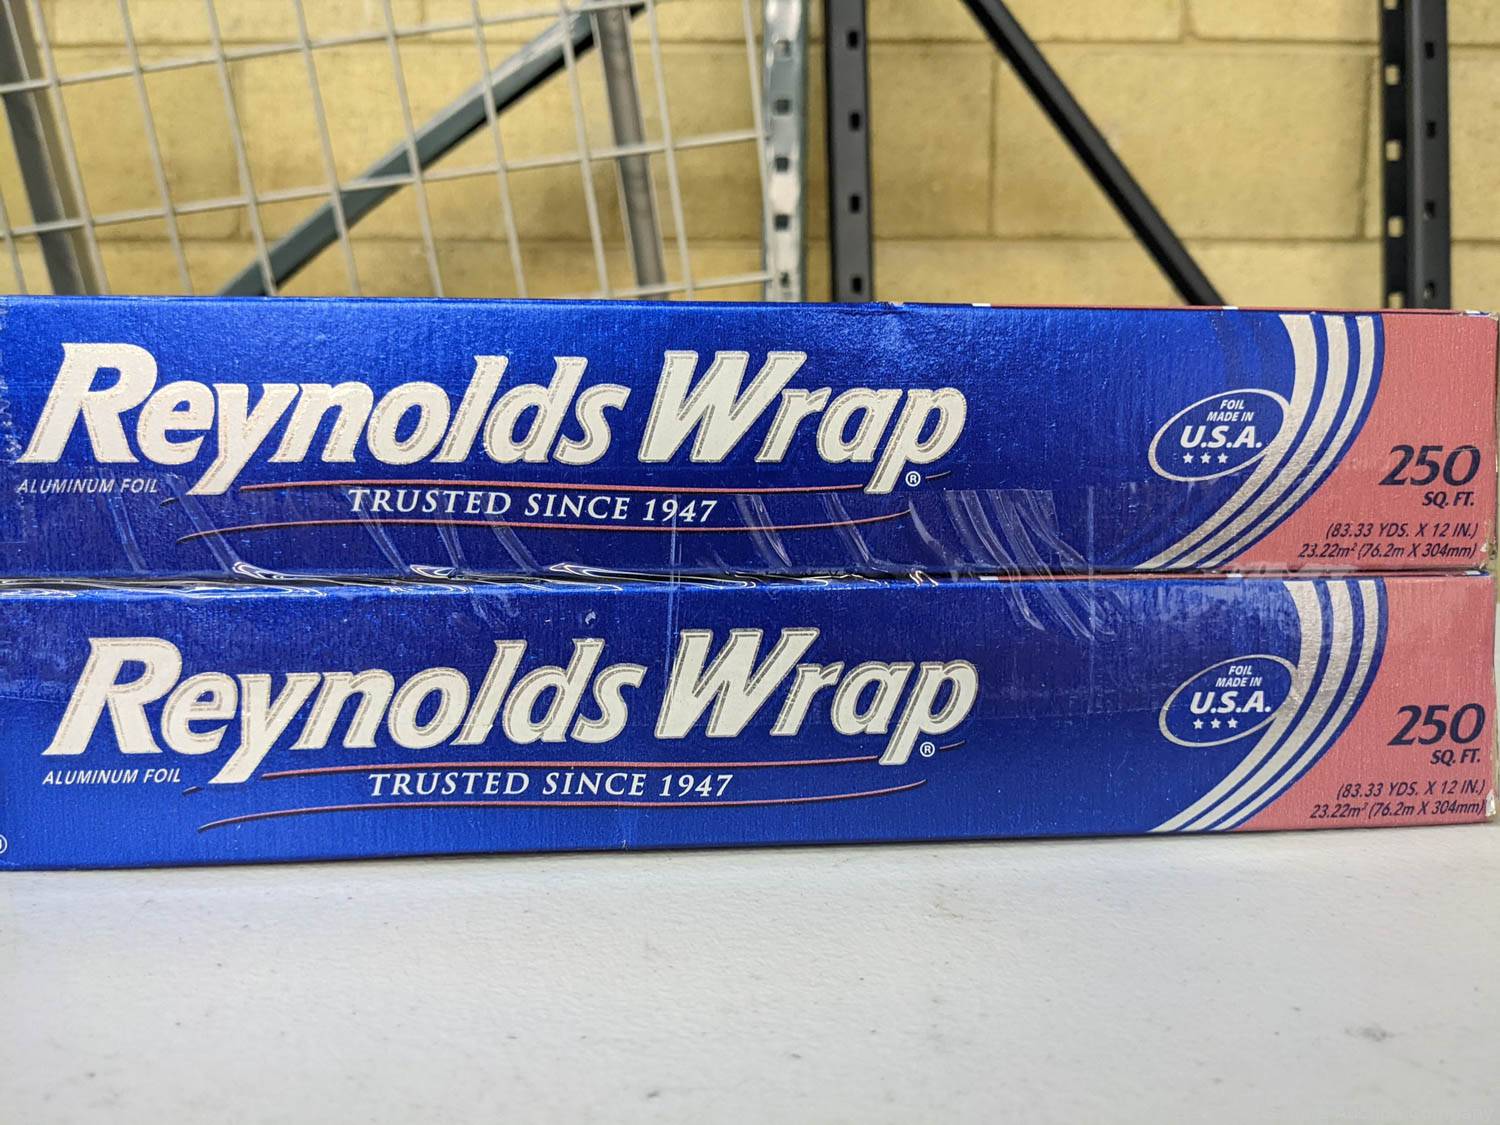 Reynolds Wrap®
ALUMINUM FOIL
TRUSTED SINCE 1947
FOIL
MADE IN
U.S.A.
250
SQ. FT.
(83.33 YDS. X 12 IN.)
23.22m² (76.2m X 304mm)
Reynolds Wrap®
ALUMINUM FOIL
TRUSTED SINCE 1947
FOIL
MADE IN
U.S.A.
250
SQ. FT.
(83.33 YDS. X 12 IN.)
23.22m² (76.2m X 304mm)